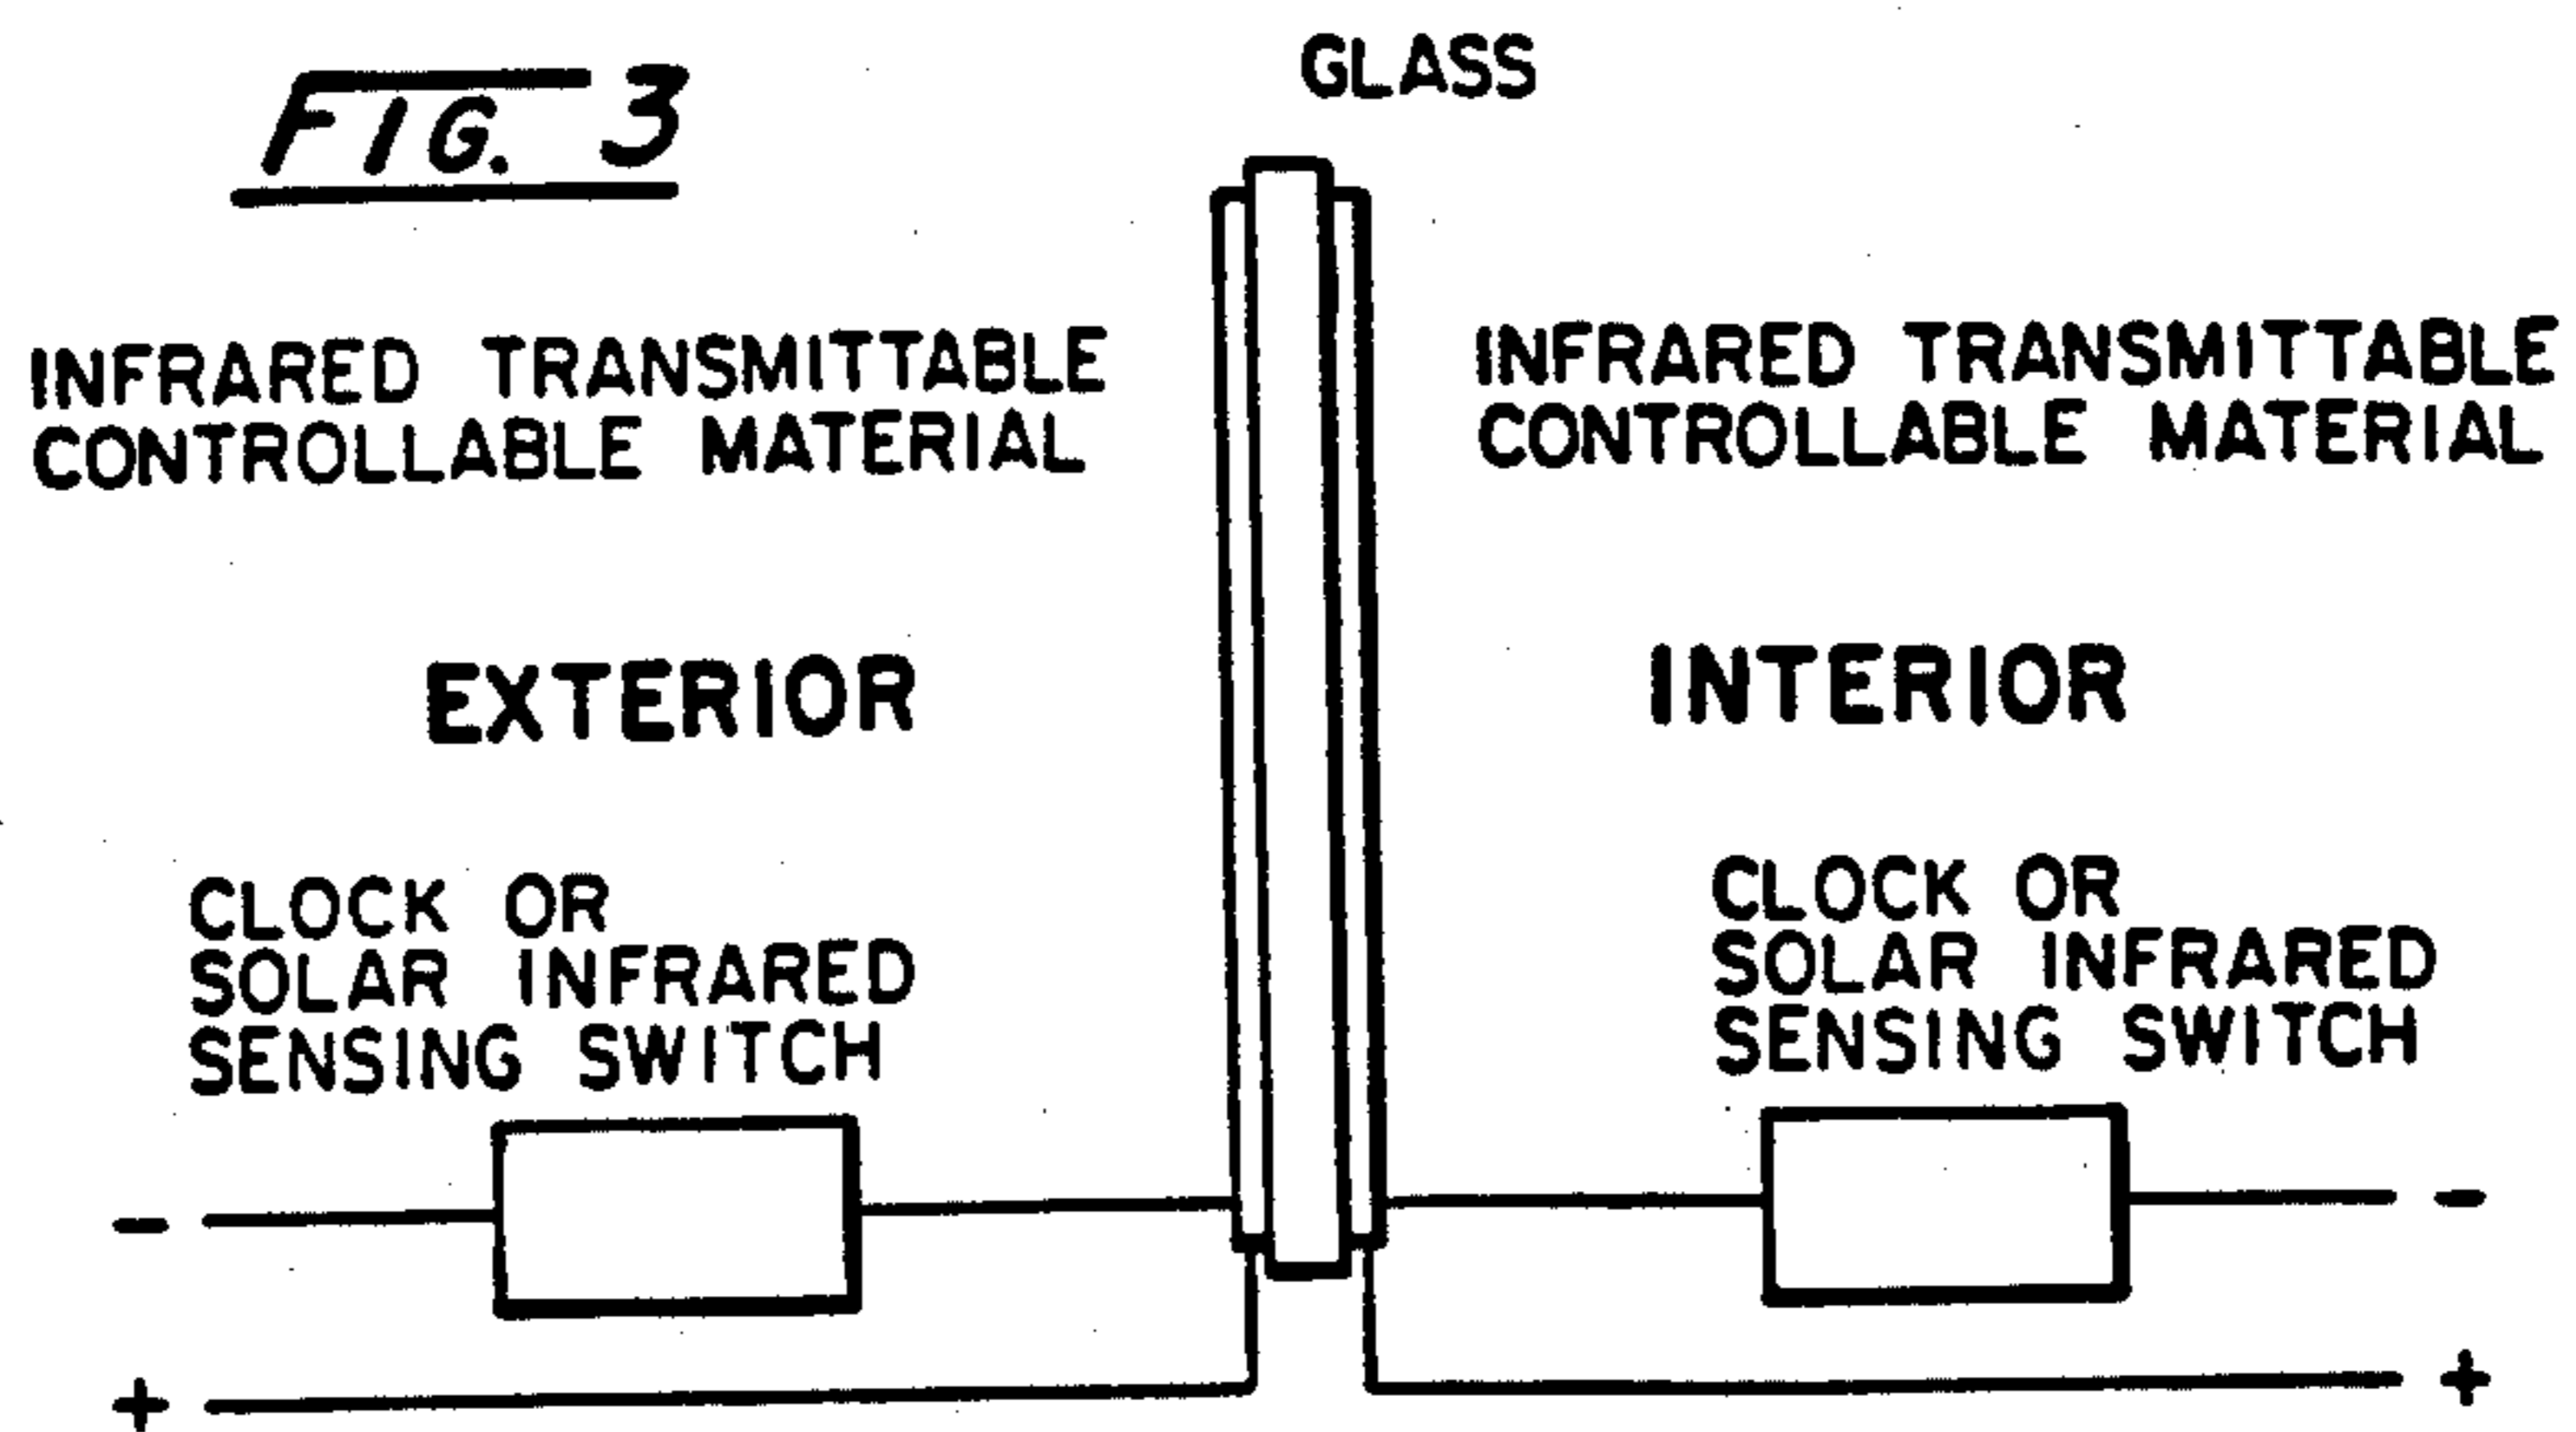 FIG. 3
GLASS
INFRARED TRANSMITTABLE
CONTROLLABLE MATERIAL
INFRARED TRANSMITTABLE
CONTROLLABLE MATERIAL
EXTERIOR
INTERIOR
CLOCK OR
SOLAR INFRARED
SENSING SWITCH
CLOCK OR
SOLAR INFRARED
SENSING SWITCH
-
-
+
+